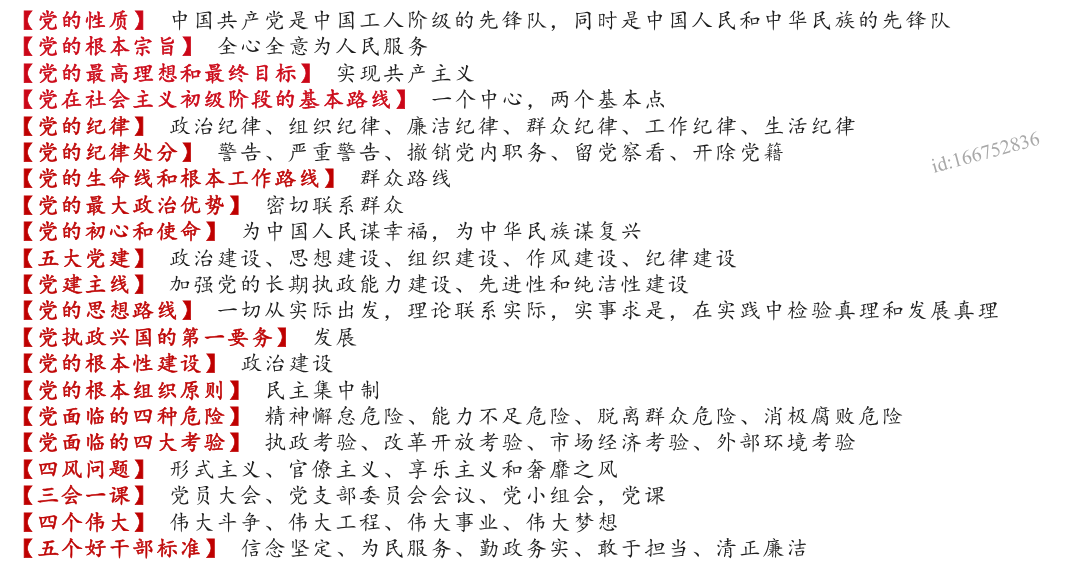 【党的性质】 中国共产党是中国工人阶级的先锋队，同时是中国人民和中华民族的先锋队
【党的根本宗旨】 全心全意为人民服务
【党的最高理想和最终目标】 实现共产主义
【党在社会主义初级阶段的基本路线】 一个中心，两个基本点
【党的纪律】 政治纪律、组织纪律、廉洁纪律、群众纪律、工作纪律、生活纪律
【党的纪律处分】 警告、严重警告、撤销党内职务、留党察看、开除党籍
id:166752836
【党的生命线和根本工作路线】 群众路线
【党的最大政治优势】 密切联系群众
【党的初心和使命】 为中国人民谋幸福，为中华民族谋复兴
【五大党建】 政治建设、思想建设、组织建设、作风建设、纪律建设
【党建主线】 加强党的长期执政能力建设、先进性和纯洁性建设
【党的思想路线】 一切从实际出发，理论联系实际，实事求是，在实践中检验真理和发展真理
【党执政兴国的第一要务】 发展
【党的根本性建设】 政治建设
【党的根本组织原则】 民主集中制
【党面临的四种危险】 精神懈怠危险、能力不足危险、脱离群众危险、消极腐败危险
【党面临的四大考验】 执政考验、改革开放考验、市场经济考验、外部环境考验
【四风问题】 形式主义、官僚主义、享乐主义和奢靡之风
【三会一课】 党员大会、党支部委员会会议、党小组会，党课
【四个伟大】 伟大斗争、伟大工程、伟大事业、伟大梦想
【五个好干部标准】 信念坚定、为民服务、勤政务实、敢于担当、清正廉洁